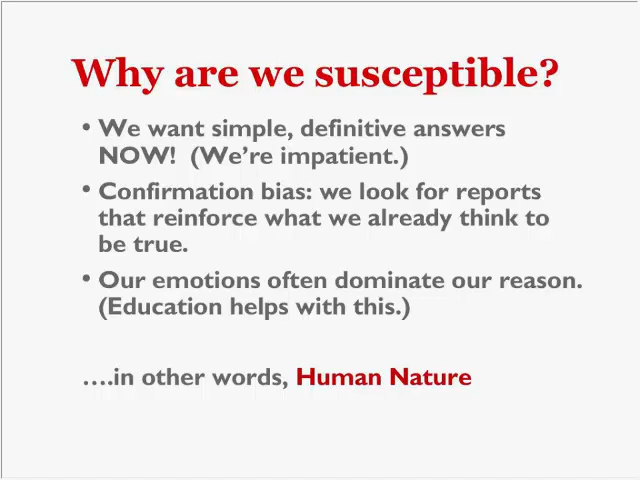 Why are we susceptible?
• We want simple, definitive answers
NOW!  (We're impatient.)
• Confirmation bias: we look for reports
that reinforce what we already think to
be true.
• Our emotions often dominate our reason.
(Education helps with this.)
….in other words, Human Nature